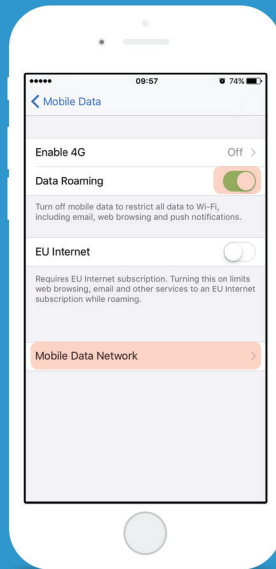 09:57
74%
Mobile Data
Enable 4G Off
Data Roaming
Turn off mobile data to restrict all data to Wi-Fi,
including email, web browsing and push notifications.
EU Internet
Requires EU Internet subscription. Turning this on limits
web browsing, email and other services to an EU Internet
subscription while roaming.
Mobile Data Network